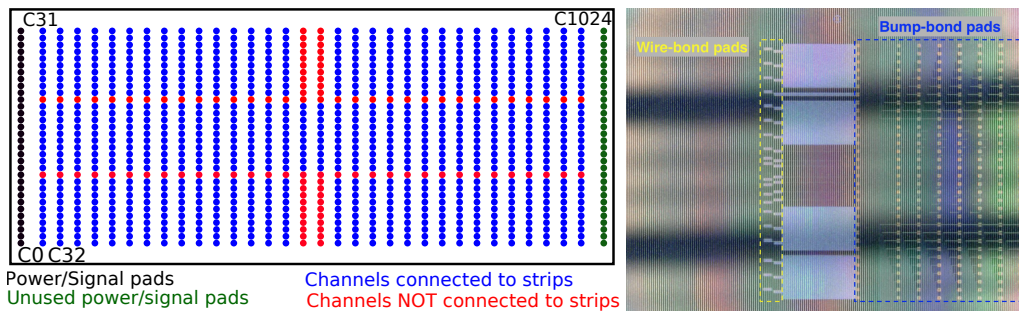 C31
C1024
C0 C32
Power/Signal pads
Unused power/signal pads
Channels connected to strips
Channels NOT connected to strips
Wire-bond pads
Bump-bond pads